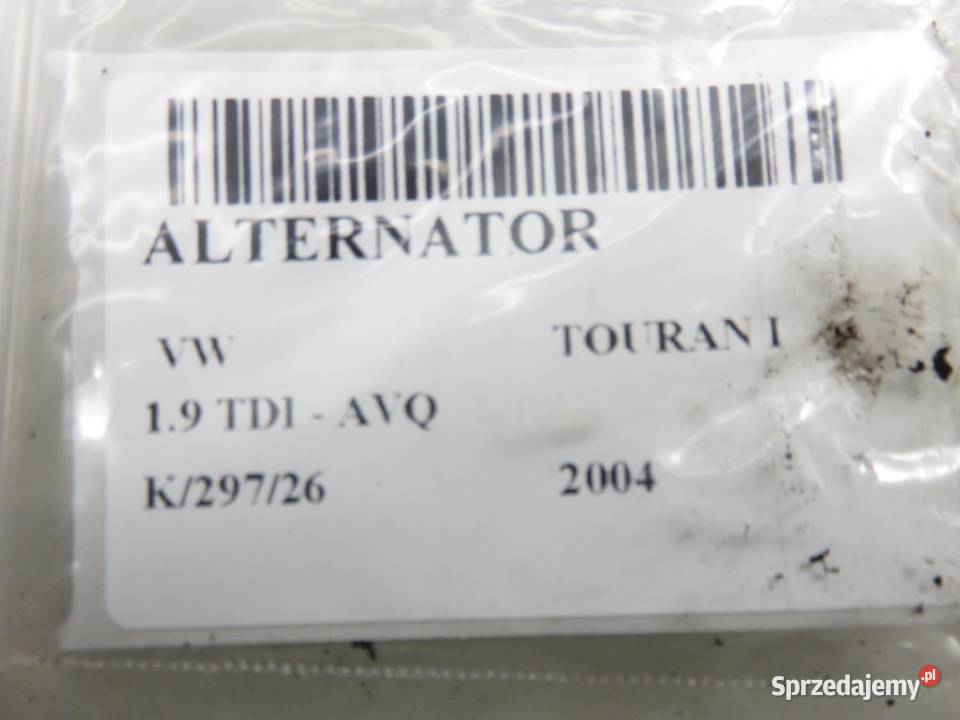 ALTERNATOR
VW TOURAN I
1.9 TDI - AVQ
K/297/26 2004
Sprzedajemy.pl